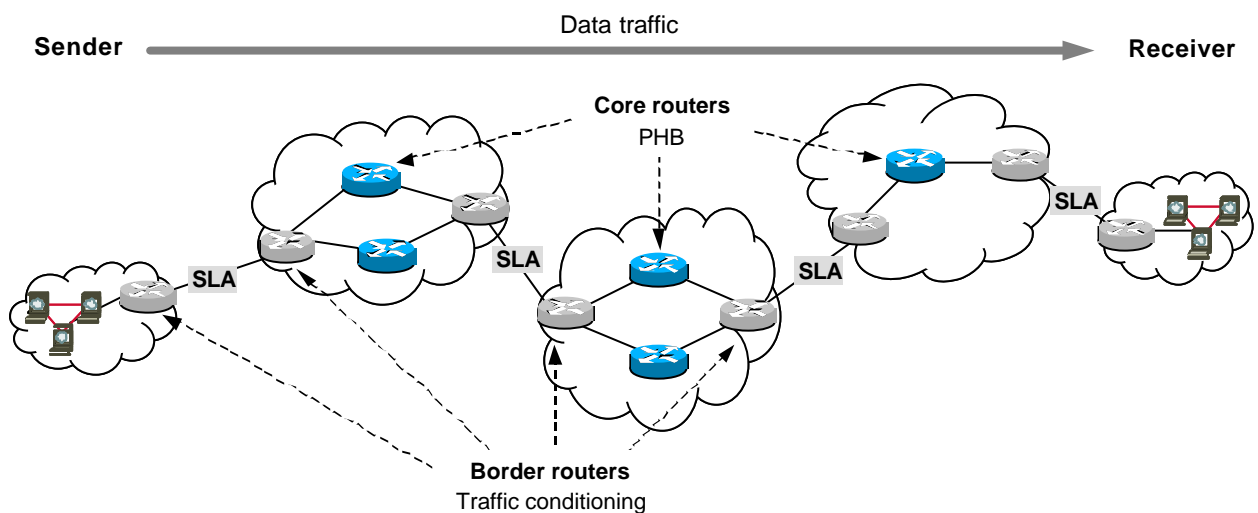 Data traffic
Sender
Receiver
Core routers
PHB
SLA
SLA
SLA
SLA
Border routers
Traffic conditioning